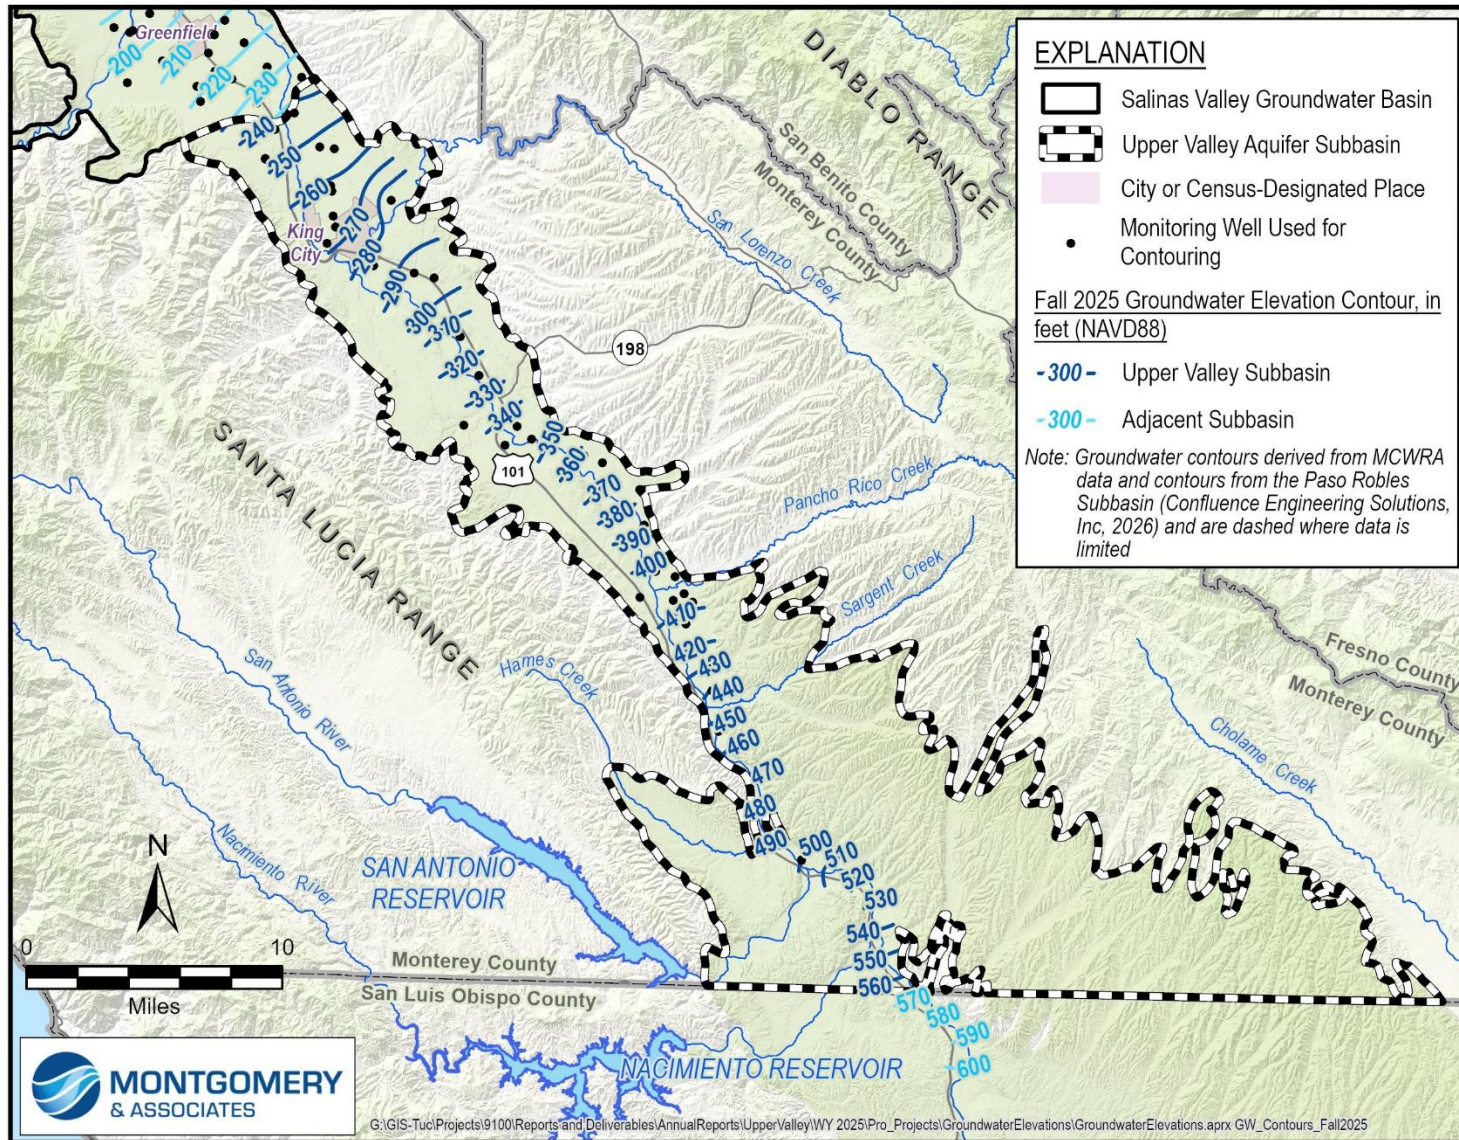 EXPLANATION
Salinas Valley Groundwater Basin
Upper Valley Aquifer Subbasin
City or Census-Designated Place
Monitoring Well Used for
Contouring
Fall 2025 Groundwater Elevation Contour, in
feet (NAVD88)
-300- Upper Valley Subbasin
-300- Adjacent Subbasin
Note: Groundwater contours derived from MCWRA
data and contours from the Paso Robles
Subbasin (Confluence Engineering Solutions,
Inc, 2026) and are dashed where data is
limited
Greenfield
200
210
220
230
240
250
260
270
King
City
280
290
300
310
320
330
340
350
360
370
380
390
400
410
420
430
440
450
460
470
480
490
500
510
520
530
540
550
560
570
580
590
600
DIABLO RANGE
San Benito County
Monterey County
San Lorenzo Creek
198
101
SANTA LUCIA RANGE
Pancho Rico Creek
Sargent Creek
Hames Creek
San Antonio River
Nacimiento River
Fresno County
Monterey County
Cholame Creek
SAN ANTONIO
RESERVOIR
N
0 10
Miles
Monterey County
San Luis Obispo County
NACIMIENTO RESERVOIR
MONTGOMERY
& ASSOCIATES
G:\GIS-Tuc\Projects\9100\Reports and Deliverables\AnnualReports\UpperValley\WY 2025\Pro_Projects\GroundwaterElevations\GroundwaterElevations.aprx GW_Contours_Fall2025